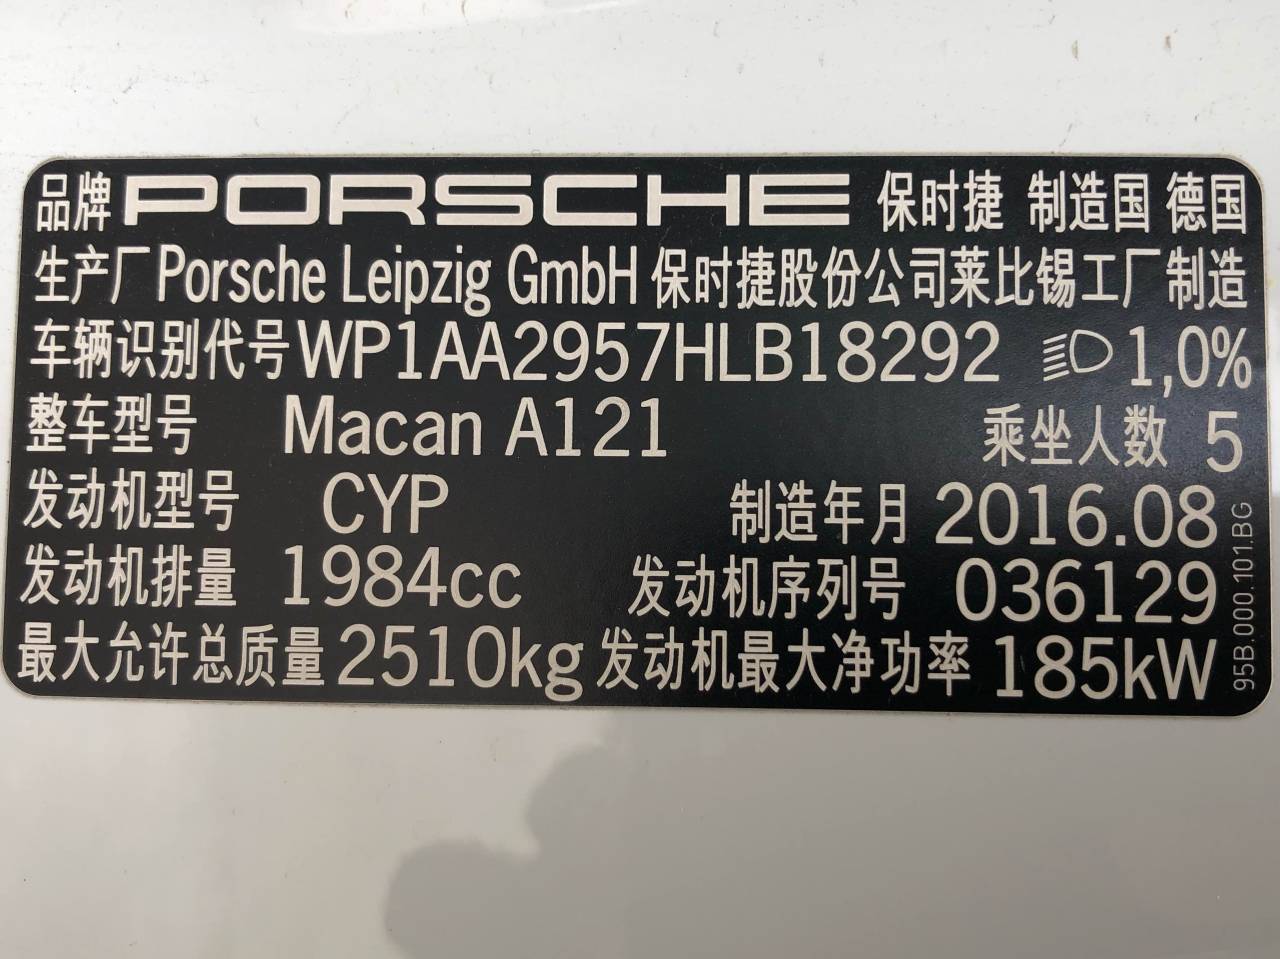 品牌 PORSCHE 保时捷 制造国 德国
生产厂 Porsche Leipzig GmbH 保时捷股份公司莱比锡工厂制造
车辆识别代号 WP1AA2957HLB18292 1,0%
整车型号 Macan A121 乘坐人数 5
发动机型号 CYP 制造年月 2016.08
发动机排量 1984cc 发动机序列号 036129
最大允许总质量 2510kg 发动机最大净功率 185kW
95B.000.101.BG